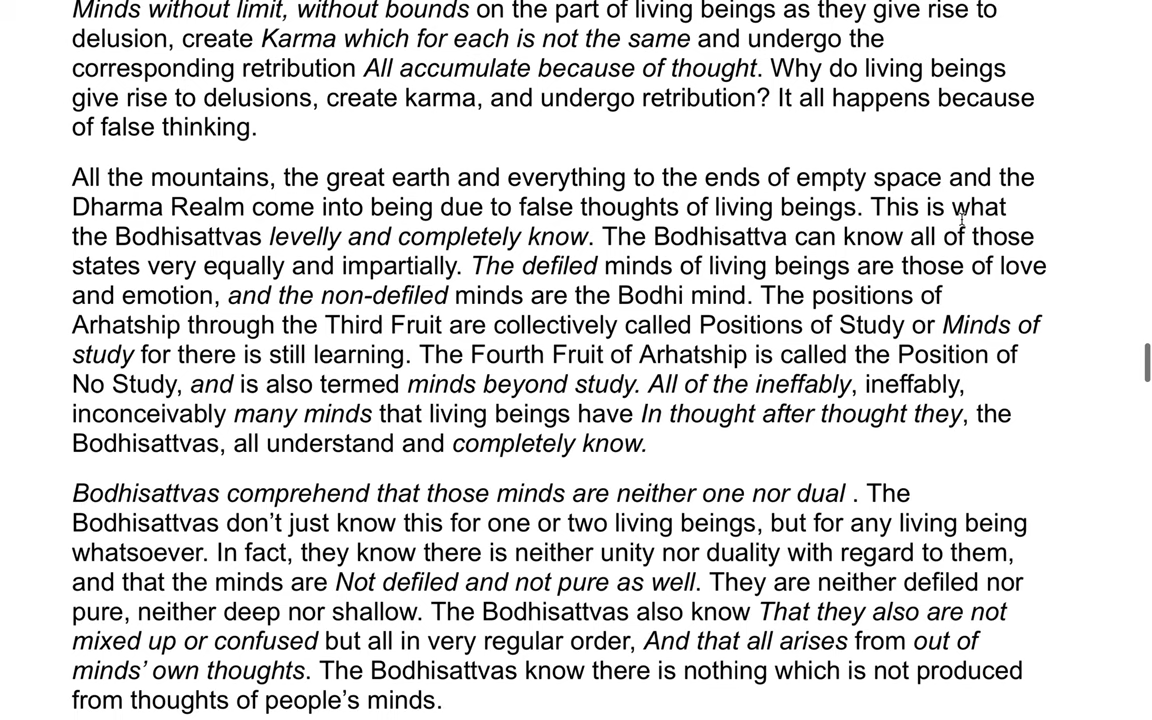 Minds without limit, without bounds on the part of living beings as they give rise to
delusion, create Karma which for each is not the same and undergo the
corresponding retribution All accumulate because of thought. Why do living beings
give rise to delusions, create karma, and undergo retribution? It all happens because
of false thinking.
All the mountains, the great earth and everything to the ends of empty space and the
Dharma Realm come into being due to false thoughts of living beings. This is what
the Bodhisattvas levelly and completely know. The Bodhisattva can know all of those
states very equally and impartially. The defiled minds of living beings are those of love
and emotion, and the non-defiled minds are the Bodhi mind. The positions of
Arhatship through the Third Fruit are collectively called Positions of Study or Minds of
study for there is still learning. The Fourth Fruit of Arhatship is called the Position of
No Study, and is also termed minds beyond study. All of the ineffably, ineffably,
inconceivably many minds that living beings have In thought after thought they, the
Bodhisattvas, all understand and completely know.
Bodhisattvas comprehend that those minds are neither one nor dual . The
Bodhisattvas don’t just know this for one or two living beings, but for any living being
whatsoever. In fact, they know there is neither unity nor duality with regard to them,
and that the minds are Not defiled and not pure as well. They are neither defiled nor
pure, neither deep nor shallow. The Bodhisattvas also know That they also are not
mixed up or confused but all in very regular order, And that all arises from out of
minds’ own thoughts. The Bodhisattvas know there is nothing which is not produced
from thoughts of people’s minds.